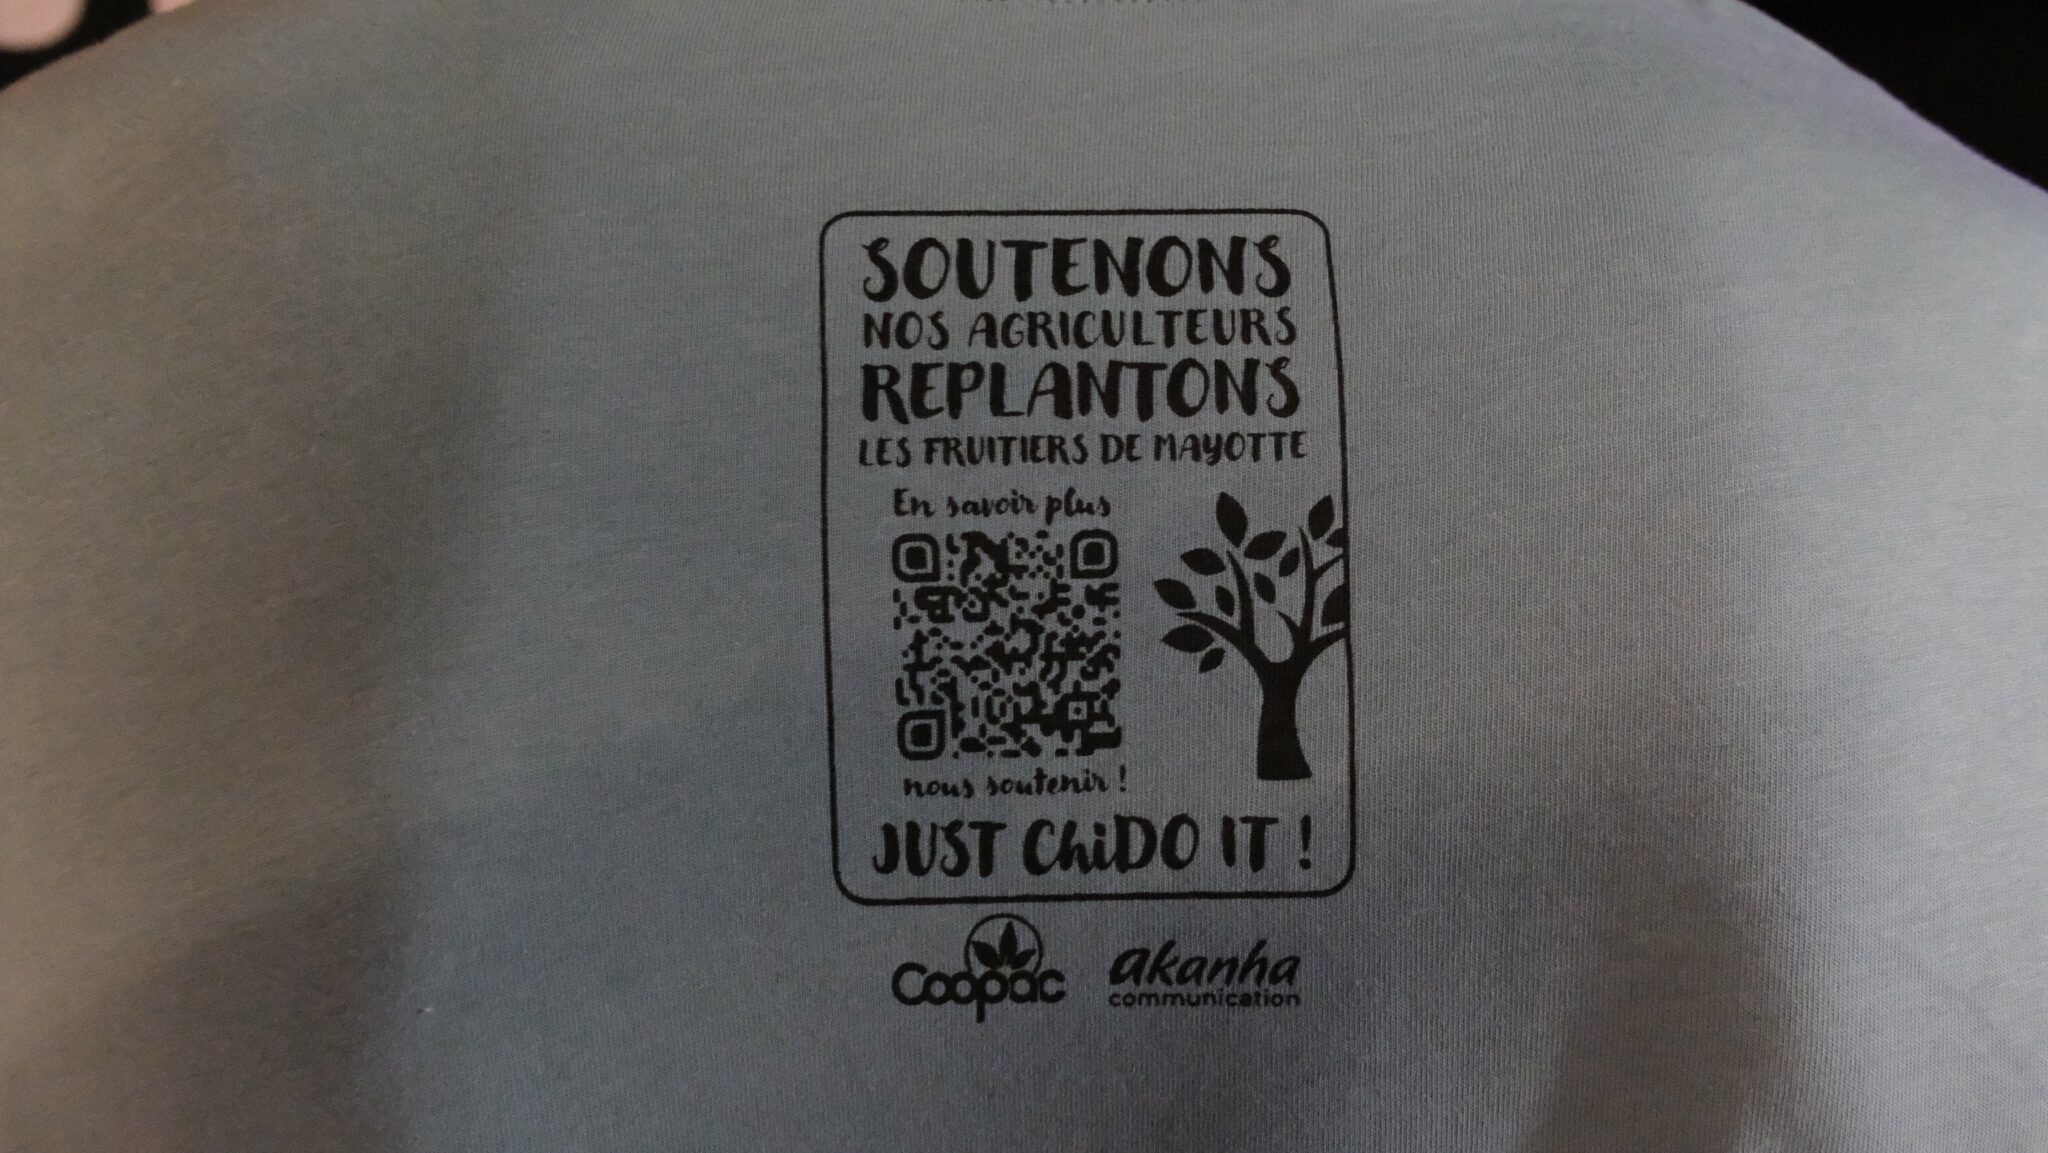 SOUTENONS
NOS AGRICULTEURS
REPLANTONS
LES FRUITIERS DE MAYOTTE
En savoir plus
nous soutenir !
JUST ChiDO IT !
Coopac
akanha
communication